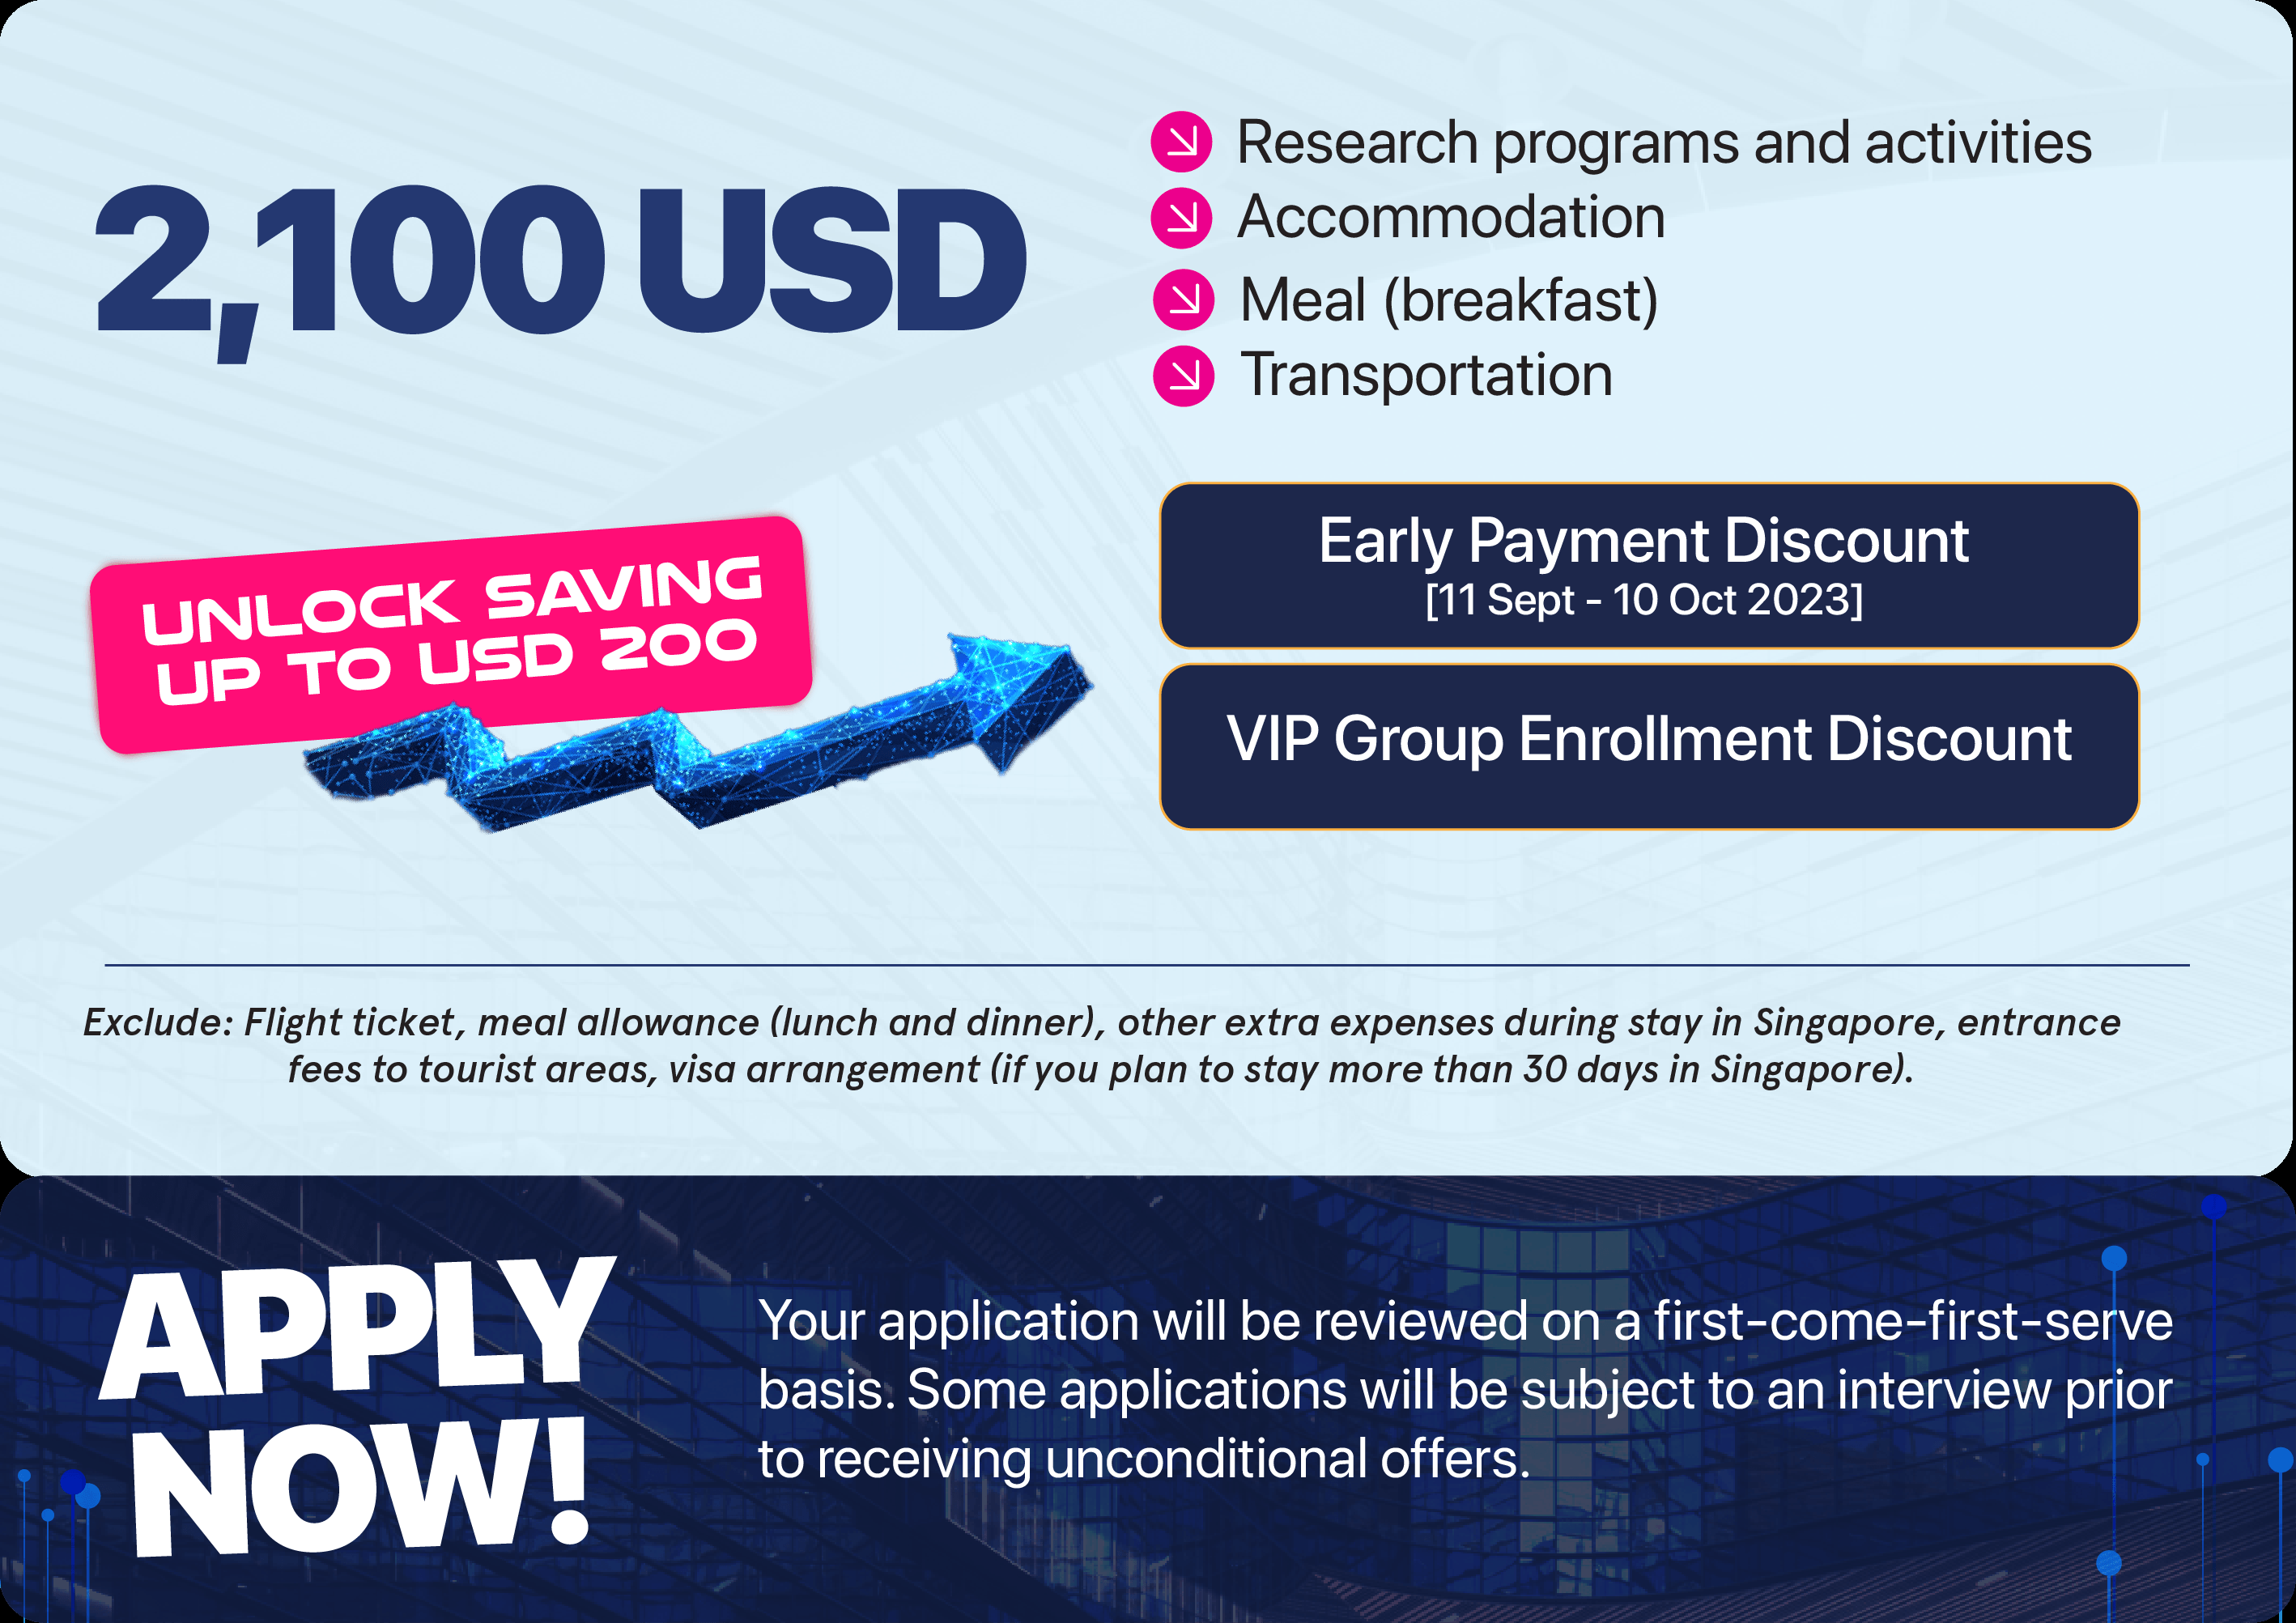 2,100 USD
Research programs and activities
Accommodation
Meal (breakfast)
Transportation
UNLOCK SAVING
UP TO USD 200
Early Payment Discount
[11 Sept - 10 Oct 2023]
VIP Group Enrollment Discount
Exclude: Flight ticket, meal allowance (lunch and dinner), other extra expenses during stay in Singapore, entrance
fees to tourist areas, visa arrangement (if you plan to stay more than 30 days in Singapore).
APPLY
NOW!
Your application will be reviewed on a first-come-first-serve
basis. Some applications will be subject to an interview prior
to receiving unconditional offers.